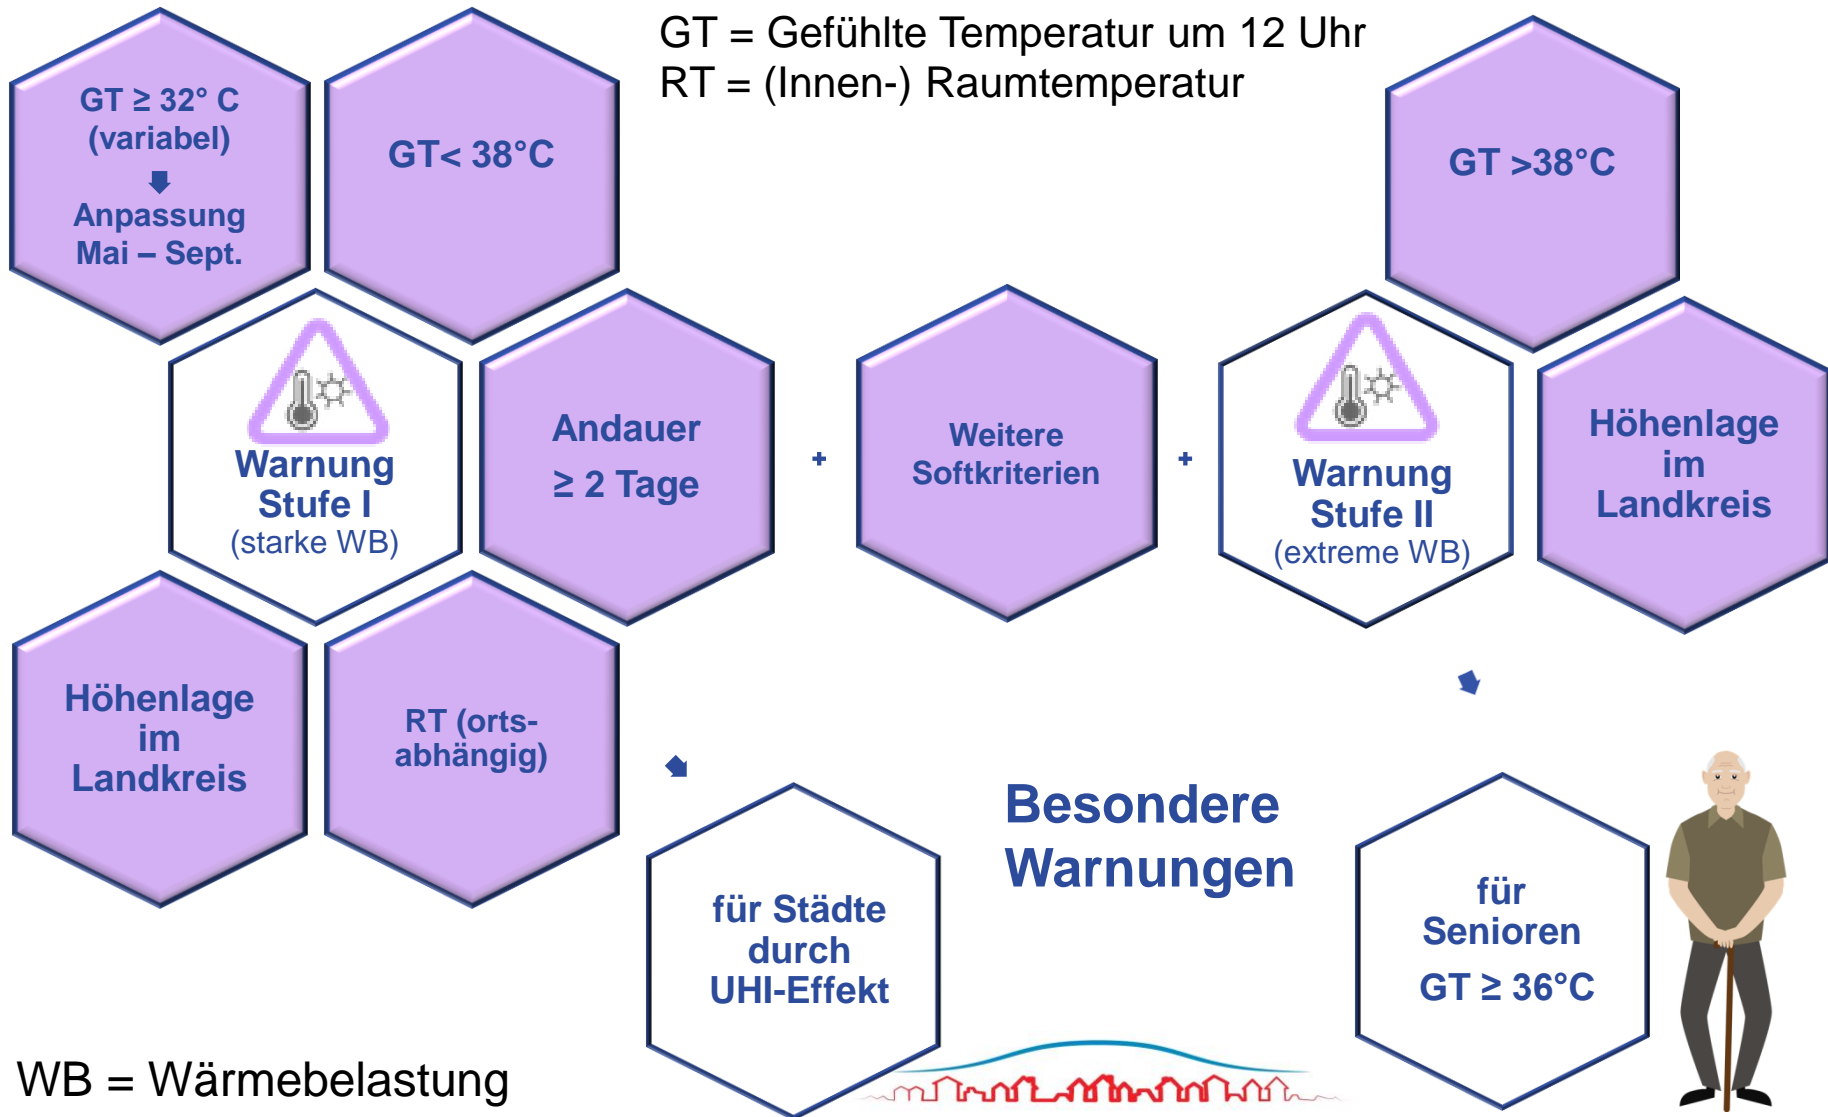 GT = Gefühlte Temperatur um 12 Uhr
RT = (Innen-) Raumtemperatur
GT ≥ 32° C
(variabel)
Anpassung
Mai – Sept.
GT< 38°C
GT >38°C
Warnung
Stufe I
(starke WB)
Andauer
≥ 2 Tage
+
Weitere
Softkriterien
+
Warnung
Stufe II
(extreme WB)
Höhenlage
im
Landkreis
Höhenlage
im
Landkreis
RT (orts-
abhängig)
Besondere
Warnungen
für Städte
durch
UHI-Effekt
für
Senioren
GT ≥ 36°C
WB = Wärmebelastung